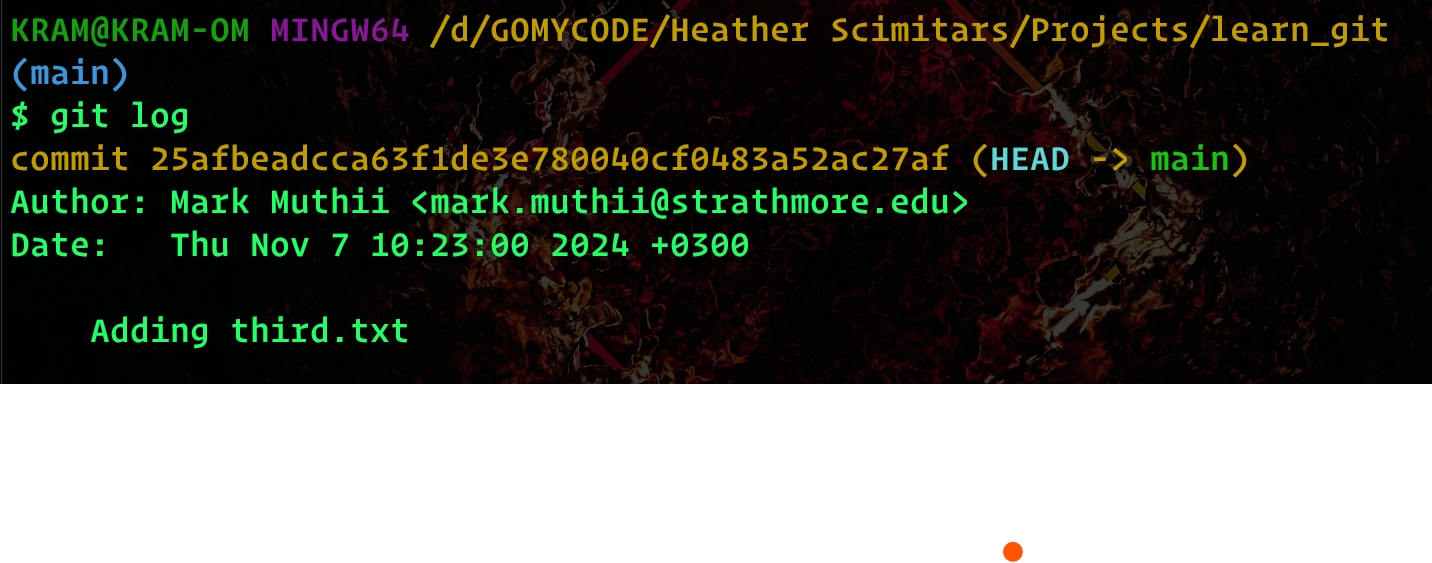 KRAM@KRAM-OM MINGW64 /d/GOMYCODE/Heather Scimitars/Projects/learn_git
(main)
$ git log
commit 25afbeadcca63f1de3e780040cf0483a52ac27af (HEAD -> main)
Author: Mark Muthii <mark.muthii@strathmore.edu>
Date:   Thu Nov 7 10:23:00 2024 +0300
    Adding third.txt